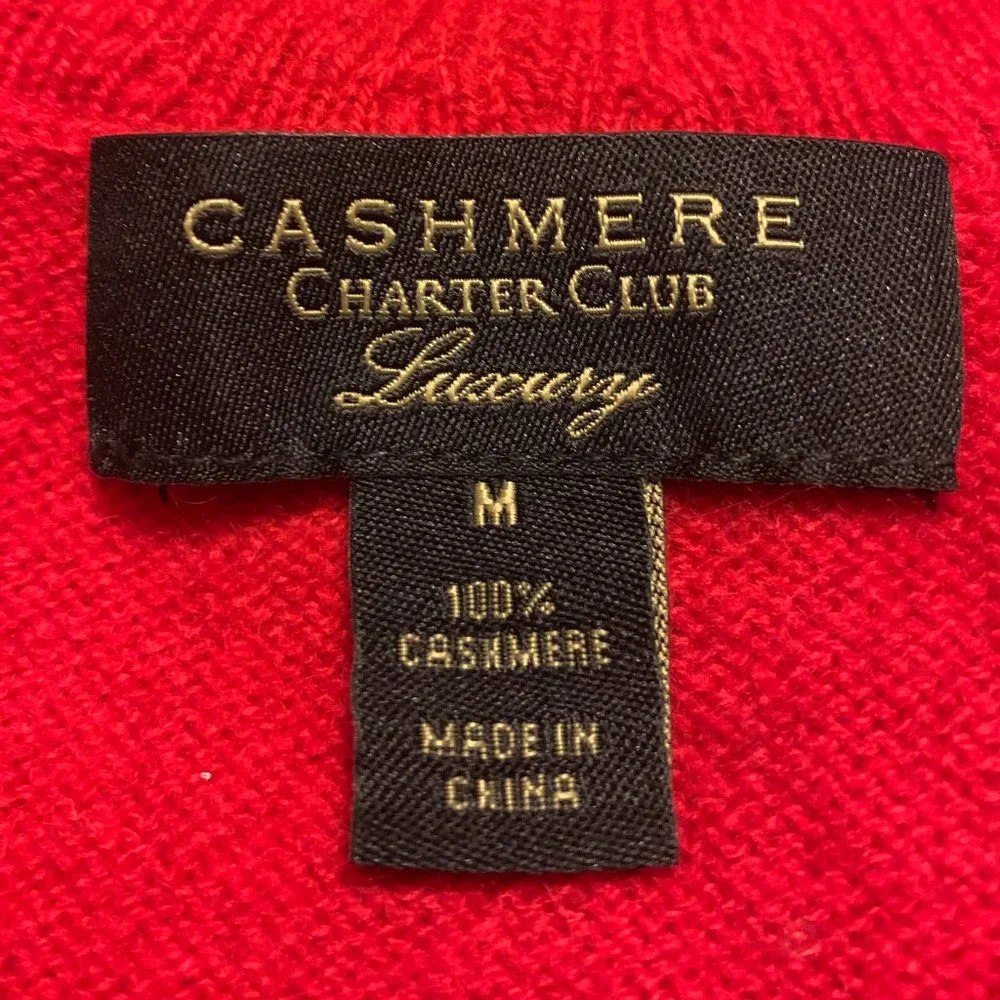 CASHMERE
CHARTER CLUB
Luxury
M
100%
CASHMERE
MADE IN
CHINA